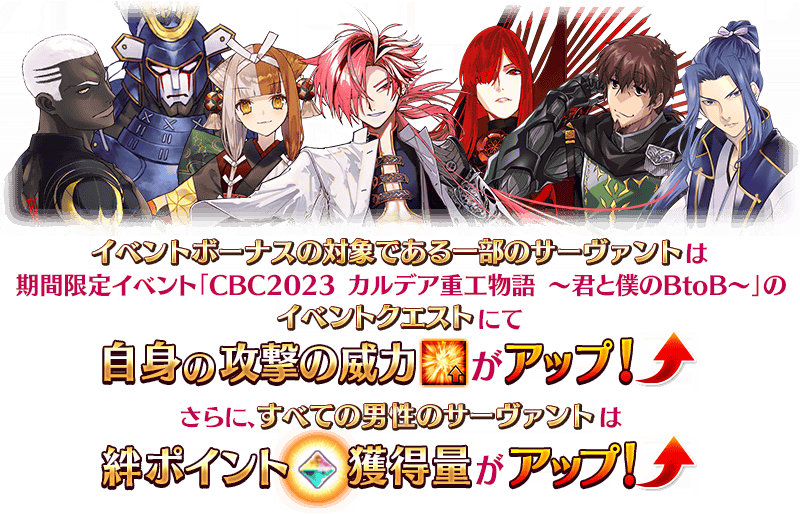 イベントボーナスの対象である一部のサーヴァントは
期間限定イベント「CBC2023 カルデア重工物語 ～君と僕のBtoB～」の
イベントクエストにて
自身の攻撃の威力がアップ!
さらに、すべての男性のサーヴァントは
絆ポイント獲得量がアップ!